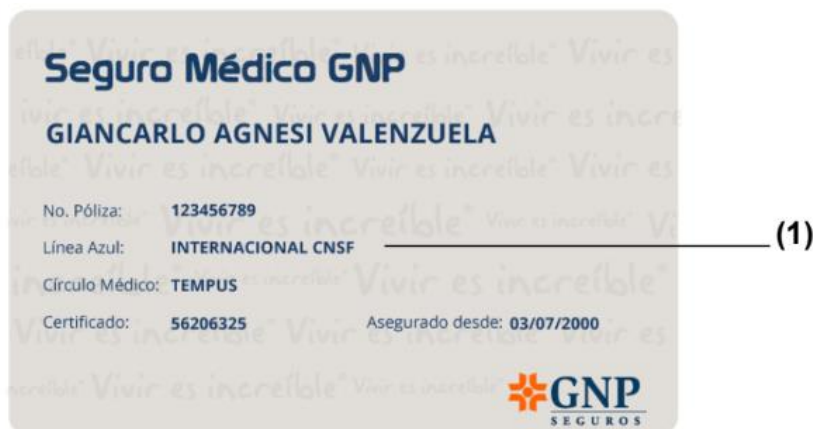 Seguro Médico GNP
GIANCARLO AGNESI VALENZUELA
No. Póliza: 123456789
Línea Azul: INTERNACIONAL CNSF (1)
Círculo Médico: TEMPUS
Certificado: 56206325 Asegurado desde: 03/07/2000
GNP
SEGUROS